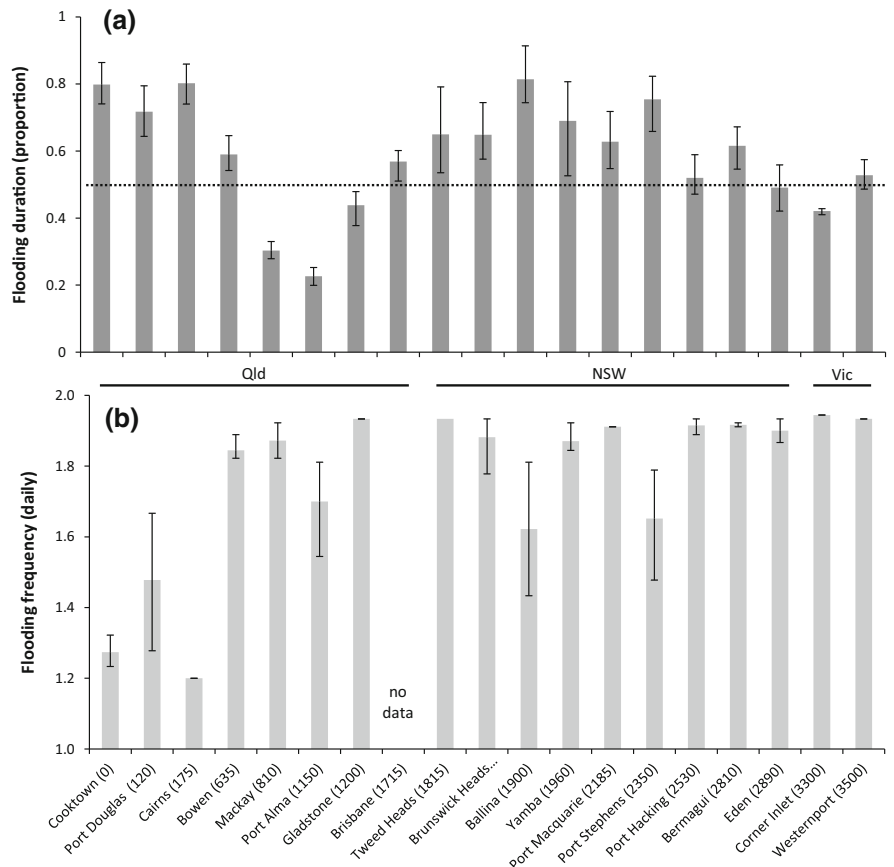 (a)
Flooding duration (proportion)
1
0.8
0.6
0.4
0.2
0
Qld
NSW
Vic
(b)
Flooding frequency (daily)
2.0
1.8
1.6
1.4
1.2
1.0
no
data
Cooktown (0)
Port Douglas (120)
Cairns (175)
Bowen (635)
Mackay (810)
Port Alma (1150)
Gladstone (1200)
Brisbane (1715)
Tweed Heads (1815)
Brunswick Heads...
Ballina (1900)
Yamba (1960)
Port Macquarie (2185)
Port Stephens (2350)
Port Hacking (2530)
Bermagui (2810)
Eden (2890)
Corner Inlet (3300)
Westernport (3500)